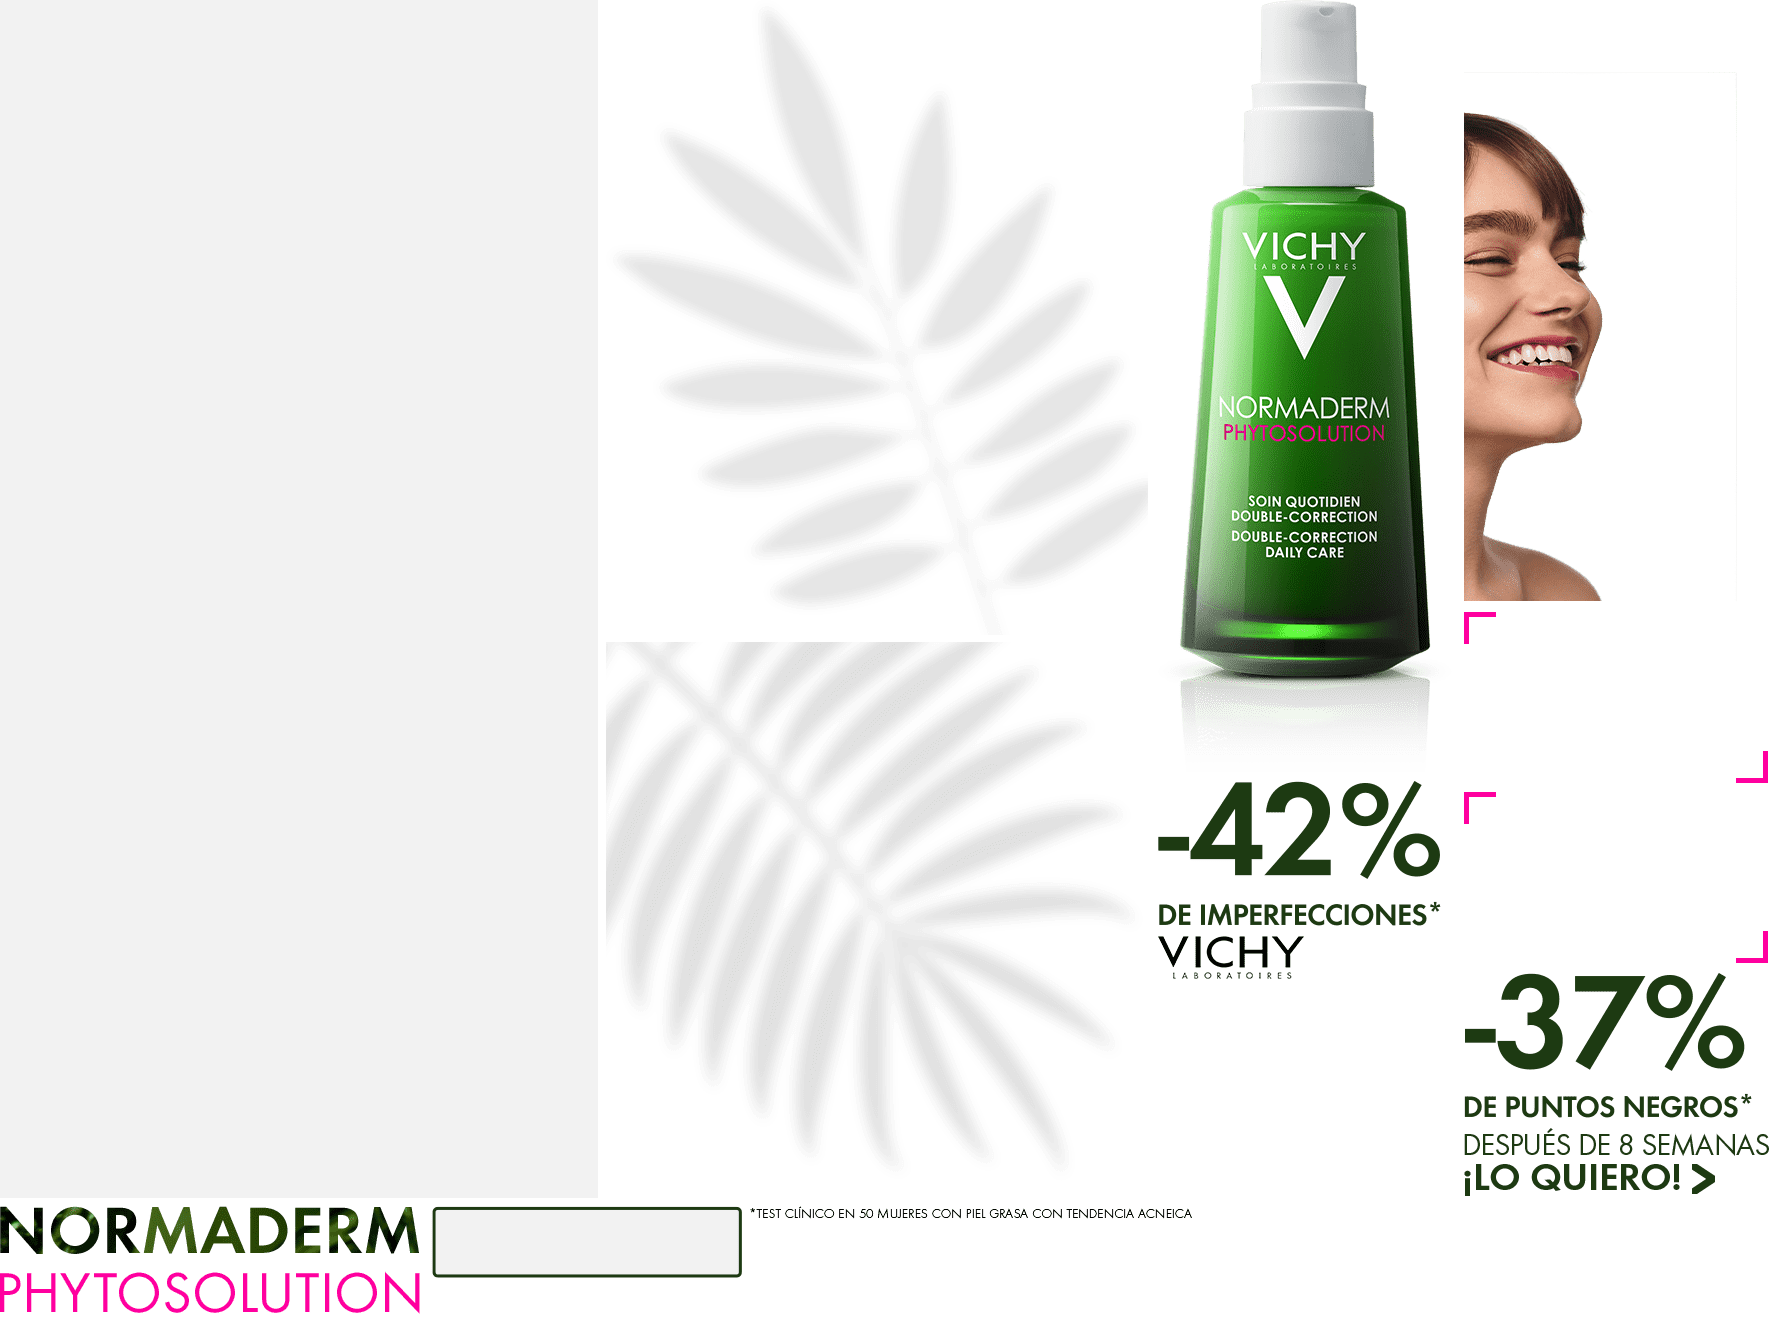 VICHY
LABORATOIRES
V
NORMADERM
PHYTOSOLUTION
SOIN QUOTIDIEN
DOUBLE-CORRECTION
DOUBLE-CORRECTION
DAILY CARE
-42%
DE IMPERFECCIONES*
VICHY
LABORATOIRES
-37%
DE PUNTOS NEGROS*
DESPUÉS DE 8 SEMANAS
¡LO QUIERO! >
NORMADERM
PHYTOSOLUTION
*TEST CLÍNICO EN 50 MUJERES CON PIEL GRASA CON TENDENCIA ACNEICA